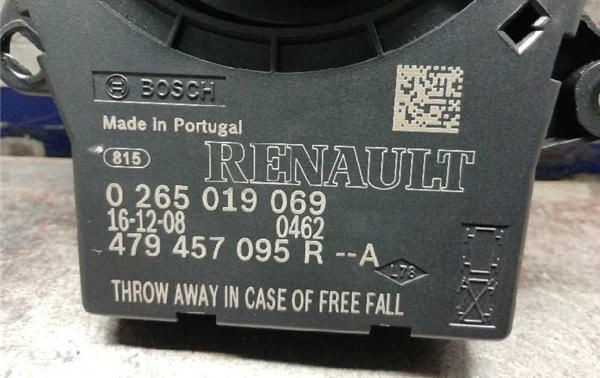 BOSCH
Made in Portugal
815
RENAULT
0 265 019 069
16-12-08 0462
479 457 095 R --A
L78
THROW AWAY IN CASE OF FREE FALL